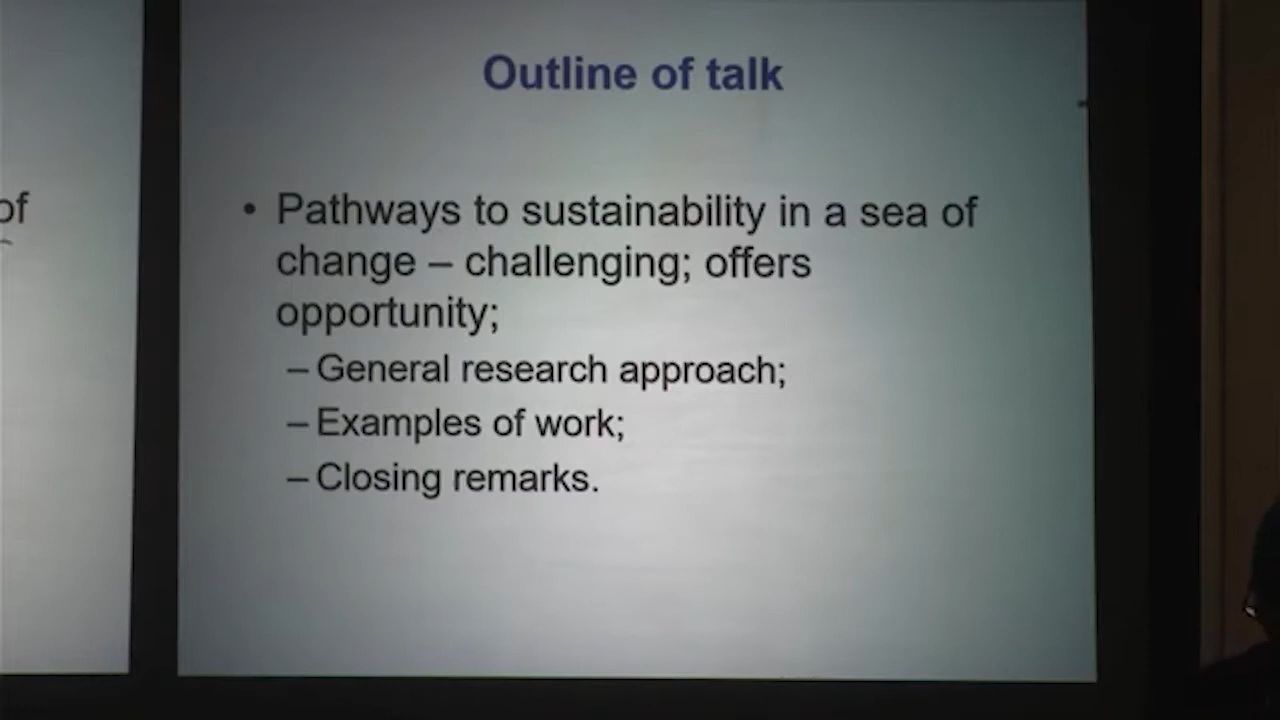 Outline of talk
of
• Pathways to sustainability in a sea of
change – challenging; offers
opportunity;
– General research approach;
– Examples of work;
– Closing remarks.